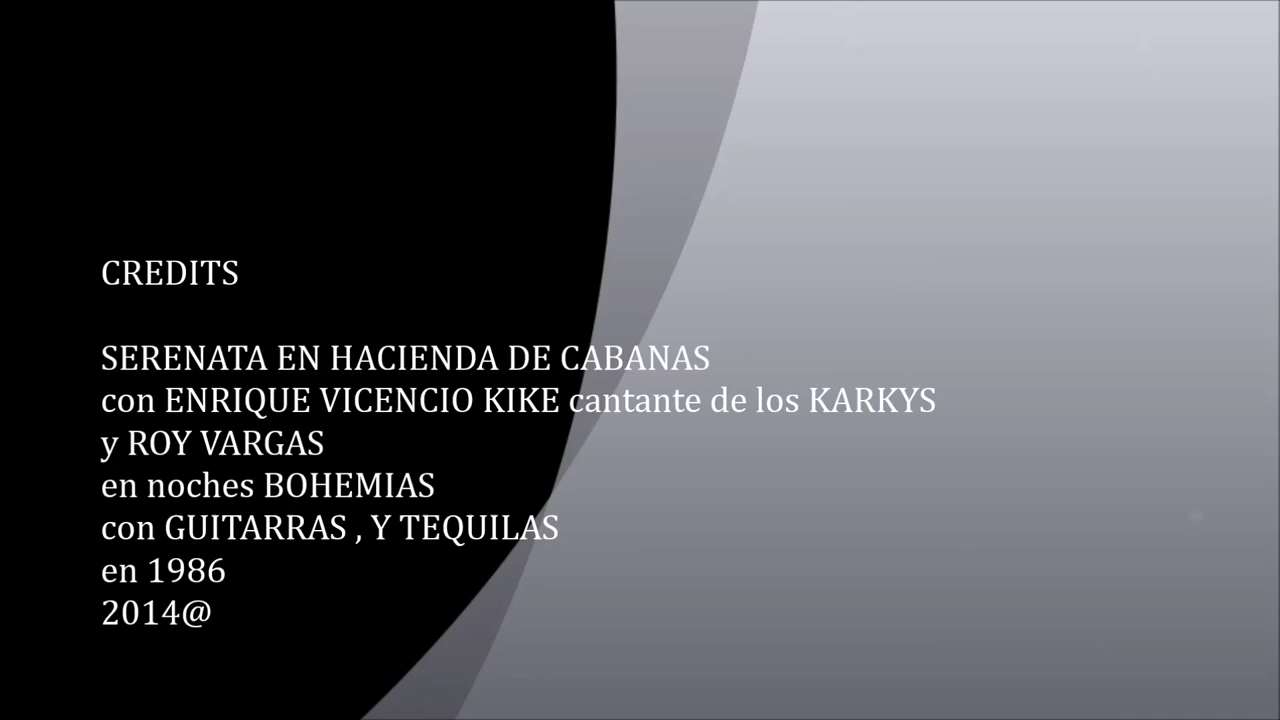 CREDITS
SERENATA EN HACIENDA DE CABANAS
con ENRIQUE VICENCIO KIKE cantante de los KARKYS
y ROY VARGAS
en noches BOHEMIAS
con GUITARRAS , Y TEQUILAS
en 1986
2014@